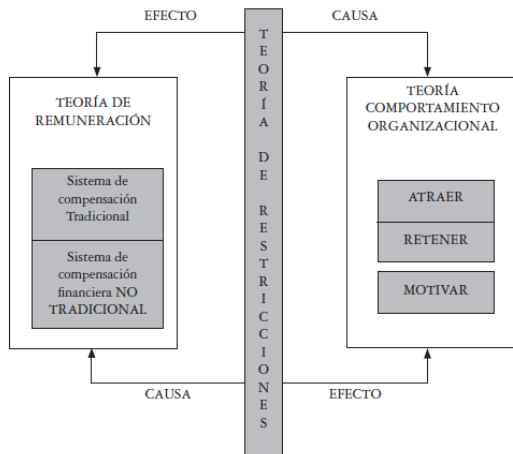 EFECTO
CAUSA
TEORÍA DE
REMUNERACIÓN
Sistema de
compensación
Tradicional
Sistema de
compensación
financiera NO
TRADICIONAL
T
E
O
R
Í
A
D
E
R
E
S
T
R
I
C
C
I
O
N
E
S
TEORÍA
COMPORTAMIENTO
ORGANIZACIONAL
ATRAER
RETENER
MOTIVAR
CAUSA
EFECTO